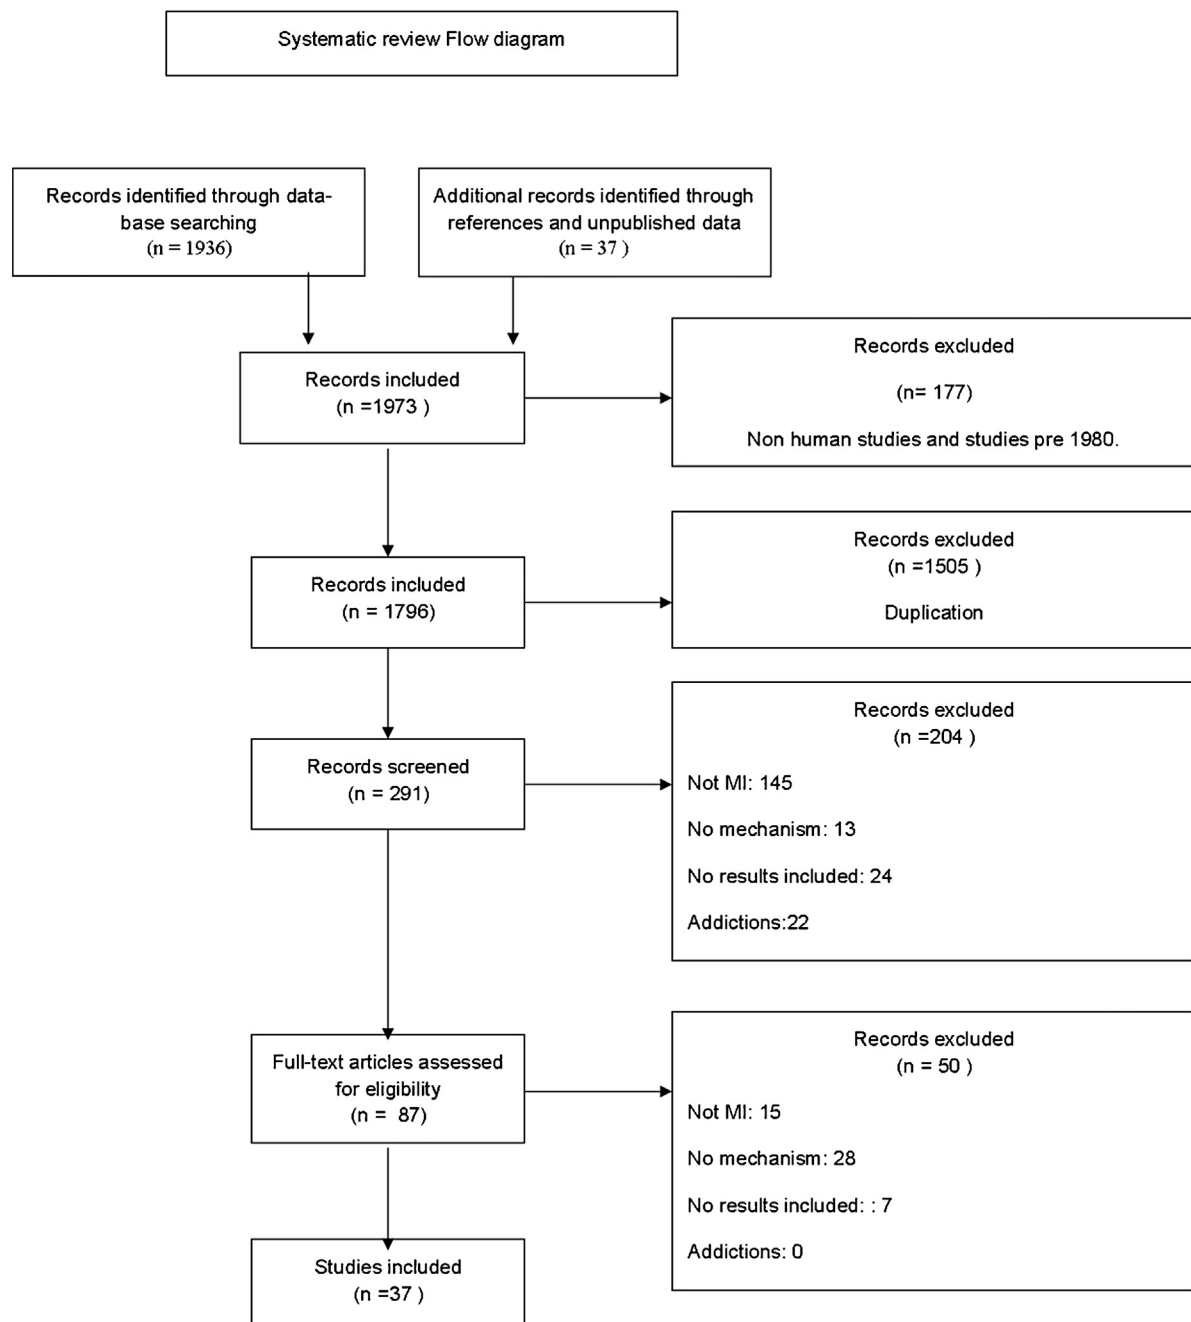 Systematic review Flow diagram
Records identified through data-
base searching
(n = 1936)
Additional records identified through
references and unpublished data
(n = 37 )
Records included
(n =1973 )
Records excluded
(n= 177)
Non human studies and studies pre 1980.
Records included
(n = 1796)
Records excluded
(n =1505 )
Duplication
Records screened
(n = 291)
Records excluded
(n =204 )
Not MI: 145
No mechanism: 13
No results included: 24
Addictions:22
Full-text articles assessed
for eligibility
(n =  87)
Records excluded
(n = 50 )
Not MI: 15
No mechanism: 28
No results included: : 7
Addictions: 0
Studies included
(n =37 )